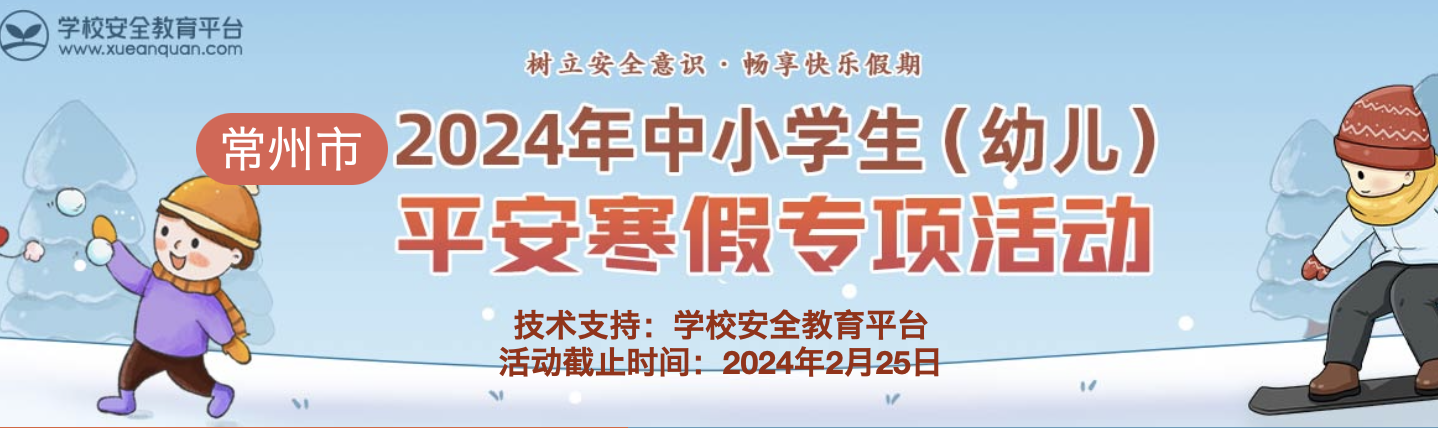 学校安全教育平台
www.xueanquan.com
树立安全意识·畅享快乐假期
常州市
2024年中小学生(幼儿)
平安寒假专项活动
技术支持：学校安全教育平台
活动截止时间：2024年2月25日